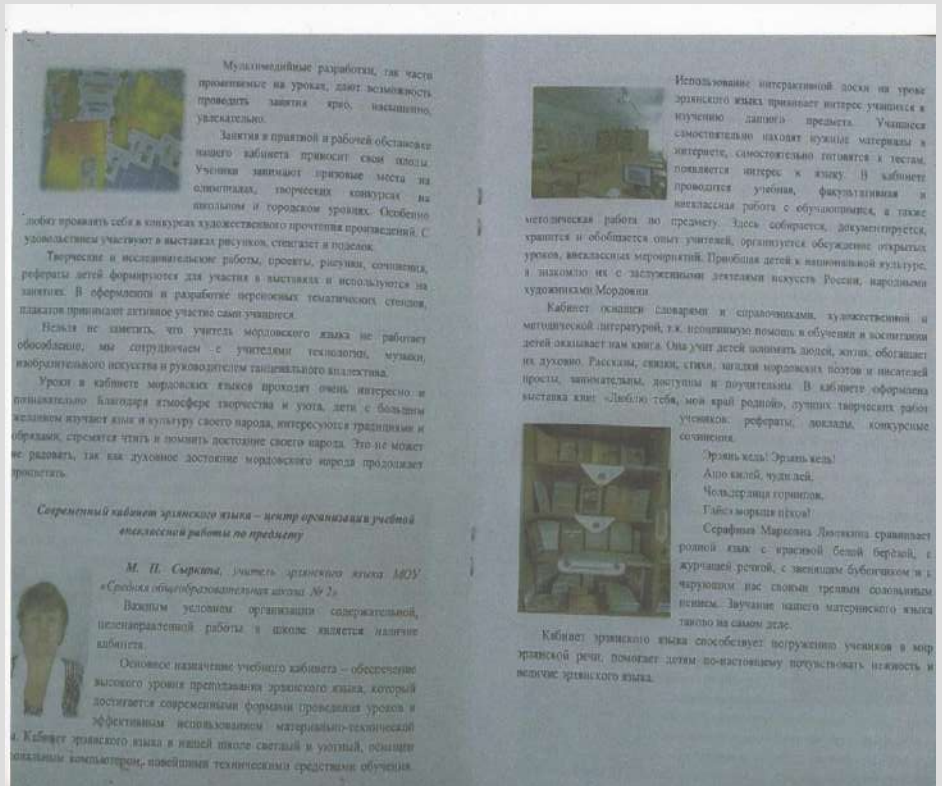 Мультимедийные разработки, так часто
применяемые на уроках, дают возможность
проводить занятия ярко, насыщенно,
увлекательно.
Занятия в приятной и рабочей обстановке
нашего кабинета приносит свои плоды.
Ученики занимают призовые места на
олимпиадах, творческих конкурсах на
школьном и городском уровнях. Особенно
любят проявлять себя в конкурсах художественного прочтения произведений. С
удовольствием участвуют в выставках рисунков, стенгазет и поделок.
Творческие и исследовательские работы, проекты, рисунки, сочинения,
рефераты детей формируются для участия в выставках и используются на
занятиях. В оформлении и разработке переносных тематических стендов,
плакатов принимают активное участие сами учащиеся.
Нельзя не заметить, что учитель мордовского языка не работает
обособленно, мы сотрудничаем с учителями технологии, музыки,
изобразительного искусства и руководителем танцевального коллектива.
Уроки в кабинете мордовских языков проходят очень интересно и
познавательно. Благодаря атмосфере творчества и уюта, дети с большим
желанием изучают язык и культуру своего народа, интересуются традициями и
обрядами, стремятся чтить и помнить достояние своего народа. Это не может
не радовать, так как духовное достояние мордовского народа продолжает
процветать.
Современный кабинет эрзянского языка – центр организации учебной
внеклассной работы по предмету
М. П. Сыркина, учитель эрзянского языка МОУ
«Средняя общеобразовательная школа № 2»
Важным условием организации содержательной,
целенаправленной работы в школе является наличие
кабинета.
Основное назначение учебного кабинета – обеспечение
высокого уровня преподавания эрзянского языка, который
достигается современными формами проведения уроков и
эффективным использованием материально-технической
Кабинет эрзянского языка в нашей школе светлый и уютный, оснащен
компьютером, новейшими техническими средствами обучения.
Использование интерактивной доски на уроке
эрзянского языка прививает интерес учащихся к
изучению данного предмета. Учащиеся
самостоятельно находят нужные материалы в
интернете, самостоятельно готовятся к тестам,
появляется интерес к языку. В кабинете
проводится учебная, факультативная и
внеклассная работа с обучающимися, а также
методическая работа по предмету. Здесь собирается, документируется,
хранится и обобщается опыт учителей, организуется обсуждение открытых
уроков, внеклассных мероприятий. Приобщая детей к национальной культуре,
я знакомлю их с заслуженными деятелями искусств России, народными
художниками Мордовии.
Кабинет оснащен словарями и справочниками, художественной и
методической литературой, т.к. неоценимую помощь в обучении и воспитании
детей оказывает нам книга. Она учит детей понимать людей, жизнь, обогащает
их духовно. Рассказы, сказки, стихи, загадки мордовских поэтов и писателей
просты, занимательны, доступны и поучительны. В кабинете оформлена
выставка книг «Люблю тебя, мой край родной», лучших творческих работ
учеников: рефераты, доклады, конкурсные
сочинения.
Эрзянь кель! Эрзянь кель!
Ашо килей, чуди лей,
Чольдердиця горнипов,
Серафима Марковна Люлякина сравнивает
родной язык с красивой белой берёзой, с
журчащей речкой, с звенящим бубенчиком и с
чарующим нас своими трелями соловьиным
пением. Звучание нашего материнского языка
таково на самом деле.
Кабинет эрзянского языка способствует погружению учеников в мир
эрзянской речи, помогает детям по-настоящему почувствовать нежность и
величие эрзянского языка.